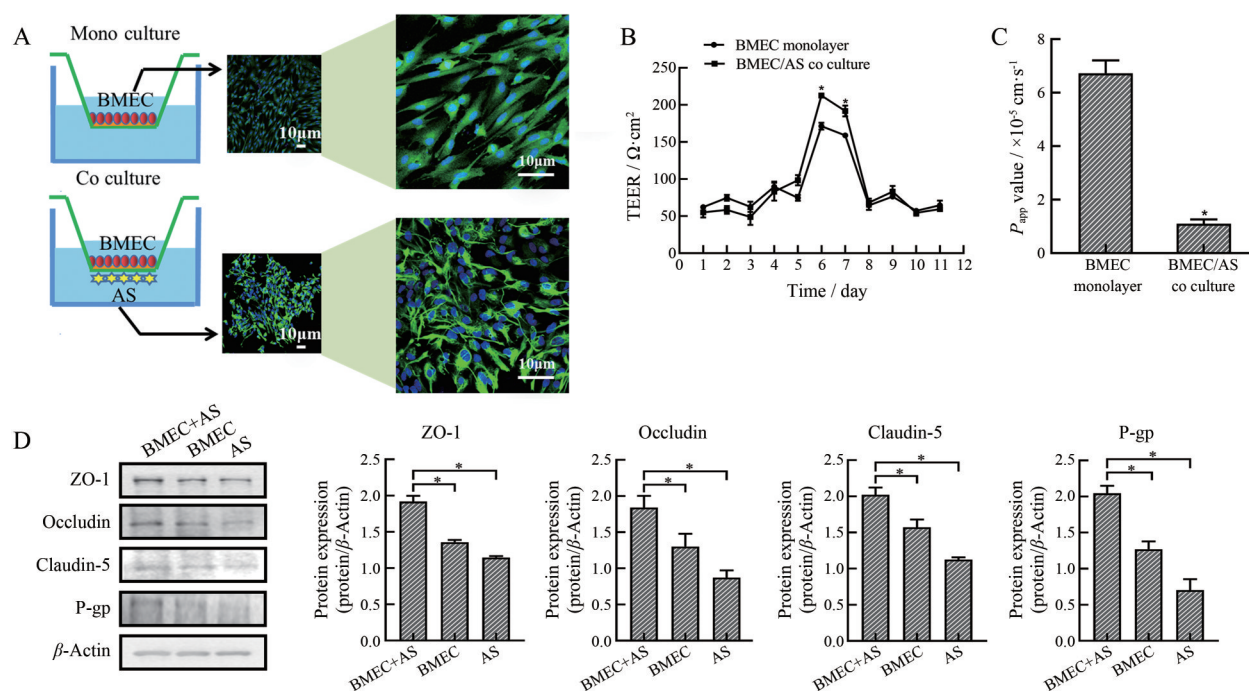 A
Mono culture
BMEC
10μm
10μm
Co culture
BMEC
AS
10μm
10μm
B
BMEC monolayer
BMEC/AS co culture
TEER / Ω·cm²
250
200
150
100
50
0
* *
0 1 2 3 4 5 6 7 8 9 10 11 12
Time / day
C
P_app value / ×10⁻⁵ cm·s⁻¹
8
6
4
2
0
*
BMEC monolayer
BMEC/AS co culture
D
BMEC+AS BMEC AS
ZO-1
Occludin
Claudin-5
P-gp
β-Actin
ZO-1
Protein expression
(protein/β-Actin)
2.5
2.0
1.5
1.0
0.5
0.0
*
*
BMEC+AS BMEC AS
Occludin
Protein expression
(protein/β-Actin)
2.5
2.0
1.5
1.0
0.5
0.0
*
*
BMEC+AS BMEC AS
Claudin-5
Protein expression
(protein/β-Actin)
2.5
2.0
1.5
1.0
0.5
0.0
*
*
BMEC+AS BMEC AS
P-gp
Protein expression
(protein/β-Actin)
2.5
2.0
1.5
1.0
0.5
0.0
*
*
BMEC+AS BMEC AS